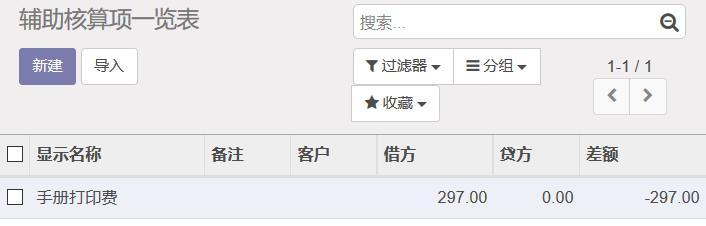 辅助核算项一览表
搜索...
新建 导入
过滤器 分组 1-1 / 1
收藏
显示名称 备注 客户 借方 贷方 差额
手册打印费 297.00 0.00 -297.00